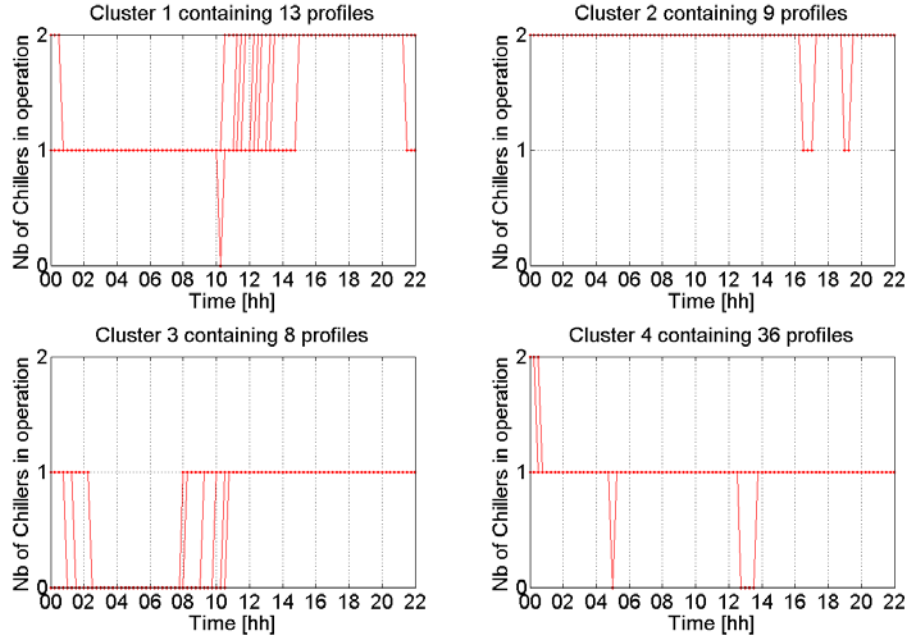 Cluster 1 containing 13 profiles
Nb of Chillers in operation
2
1
0
00 02 04 06 08 10 12 14 16 18 20 22
Time [hh]
Cluster 2 containing 9 profiles
Nb of Chillers in operation
2
1
0
00 02 04 06 08 10 12 14 16 18 20 22
Time [hh]
Cluster 3 containing 8 profiles
Nb of Chillers in operation
2
1
0
00 02 04 06 08 10 12 14 16 18 20 22
Time [hh]
Cluster 4 containing 36 profiles
Nb of Chillers in operation
2
1
0
00 02 04 06 08 10 12 14 16 18 20 22
Time [hh]